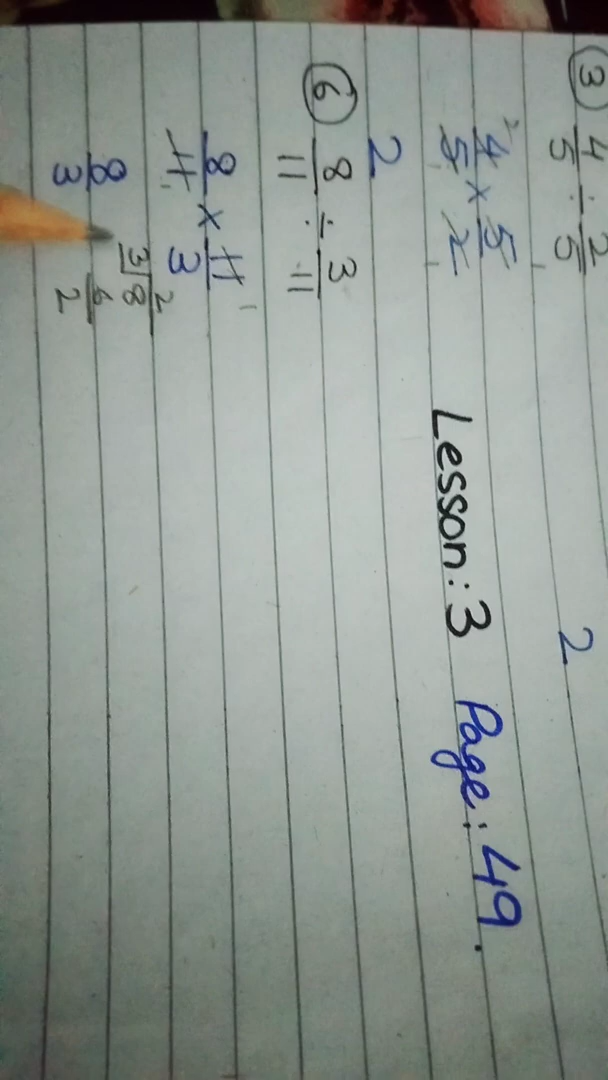 ③ 4/5 ÷ 2/5
4/5 × 5/2
2
2
Lesson: 3 Page: 49.
⑥ 8/11 ÷ 3/11
8/11 × 11/3
8/3
2
3 8
6
2